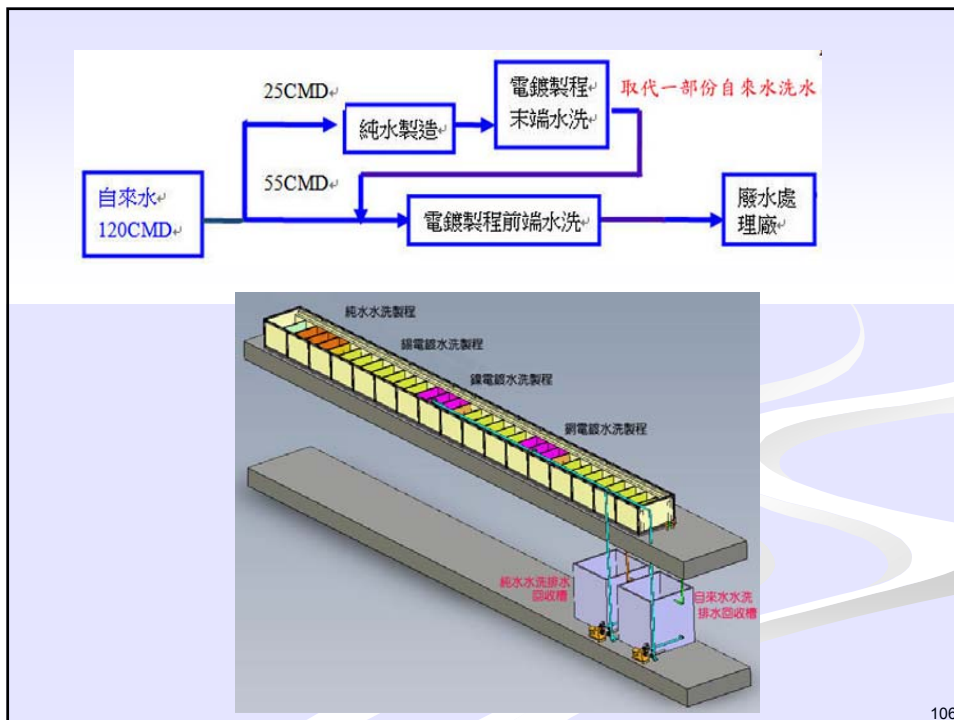 25CMD
純水製造
電鍍製程
末端水洗
取代一部份自來水洗水
自來水
120CMD
55CMD
電鍍製程前端水洗
廢水處
理廠
純水水洗製程
錫電鍍水洗製程
鎳電鍍水洗製程
銅電鍍水洗製程
純水水洗排水
回收槽
自來水水洗
排水回收槽
106